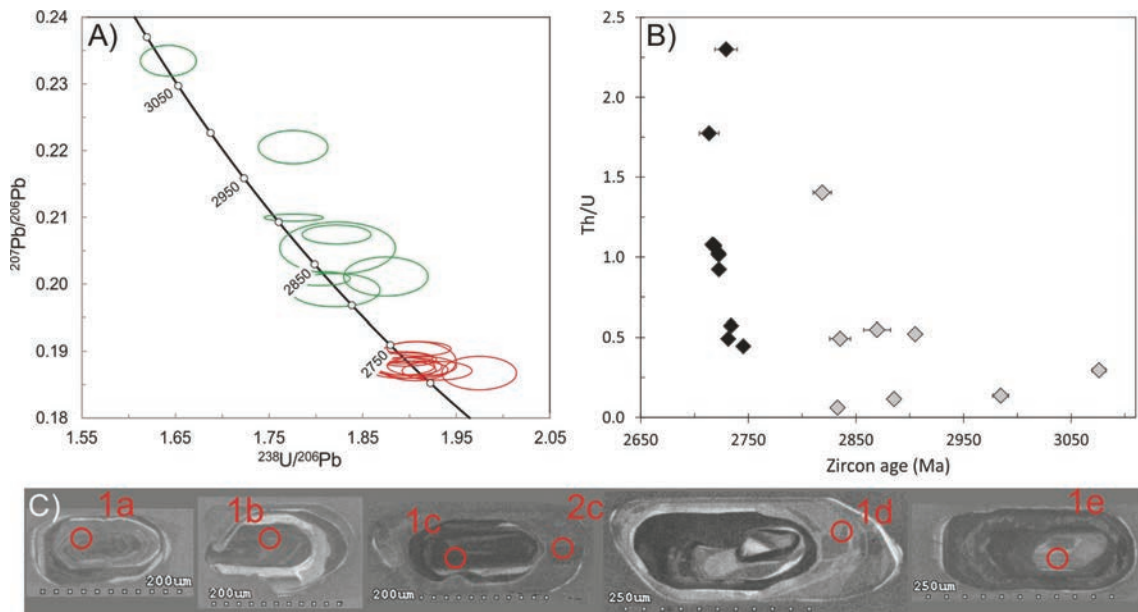 A)
0.24
0.23
0.22
0.21
0.20
0.19
0.18
207Pb/206Pb
3050
2950
2850
2750
1.55 1.65 1.75 1.85 1.95 2.05
238U/206Pb
B)
2.5
2.0
1.5
1.0
0.5
0.0
Th/U
2650 2750 2850 2950 3050
Zircon age (Ma)
C)
1a
200um
1b
200um
1c
2c
1d
250um
1e
250um